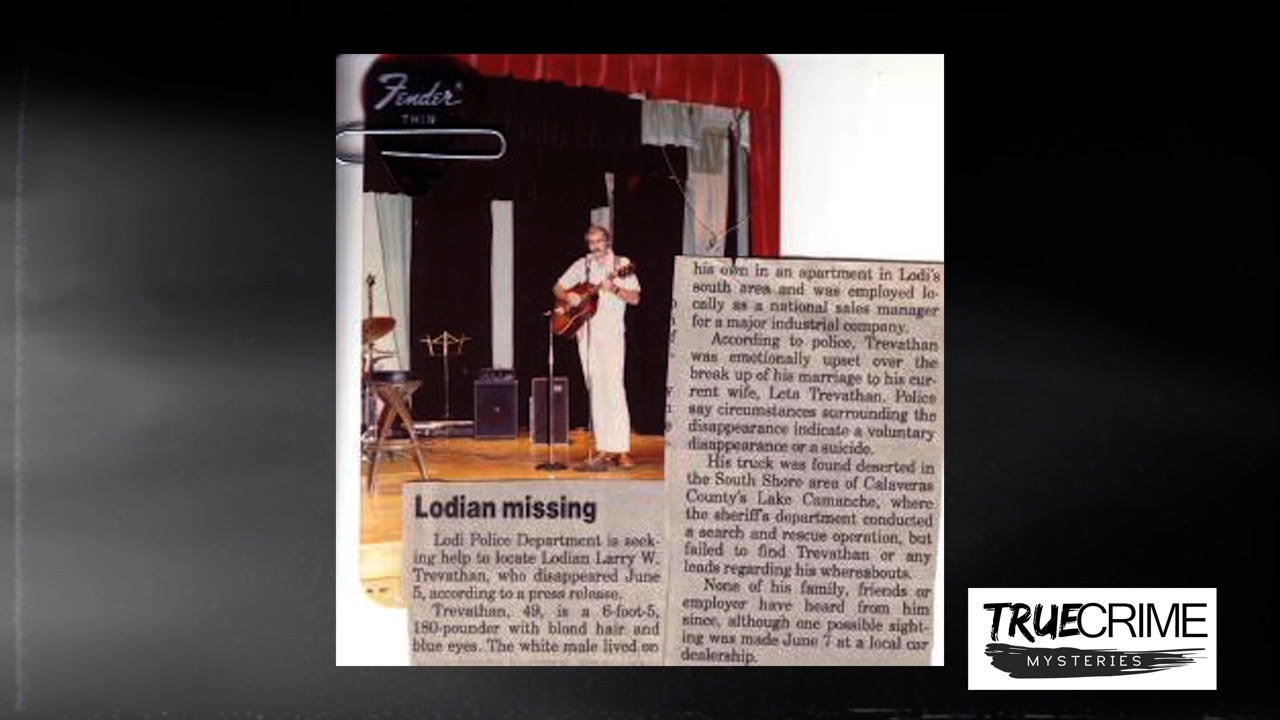 Fender
THIN
Lodian missing
Lodi Police Department is seek-
ing help to locate Lodian Larry W.
Trevathan, who disappeared June
5, according to a press release.
Trevathan, 49, is a 6-foot-5,
180-pounder with blond hair and
blue eyes. The white male lived on
his own in an apartment in Lodi's
south area and was employed lo-
cally as a national sales manager
for a major industrial company.
According to police, Trevathan
was emotionally upset over the
break up of his marriage to his cur-
rent wife, Leta Trevathan. Police
say circumstances surrounding the
disappearance indicate a voluntary
disappearance or a suicide.
His truck was found deserted in
the South Shore area of Calaveras
County's Lake Camanche, where
the sheriff's department conducted
a search and rescue operation, but
failed to find Trevathan or any
leads regarding his whereabouts.
None of his family, friends or
employer have heard from him
since, although one possible sight-
ing was made June 7 at a local car
dealership.
TRUECRIME
MYSTERIES